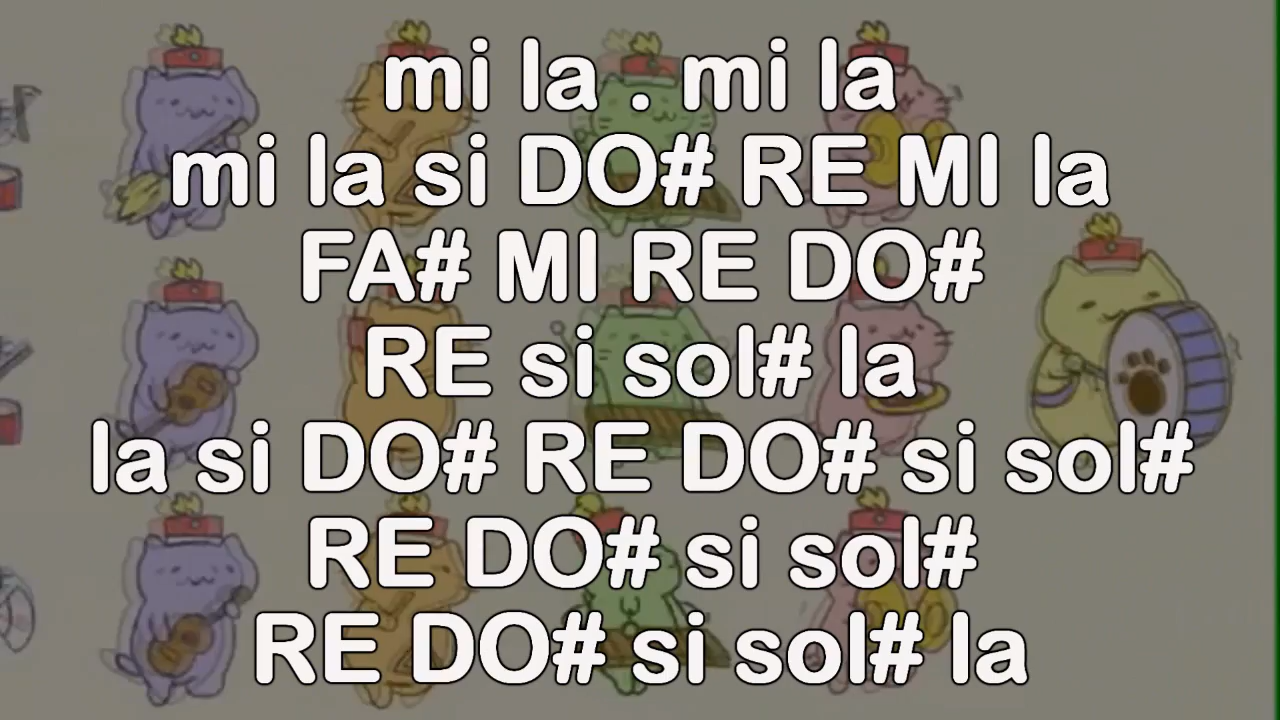 mi la . mi la
mi la si DO# RE MI la
FA# MI RE DO#
RE si sol# la
la si DO# RE DO# si sol#
RE DO# si sol#
RE DO# si sol# la